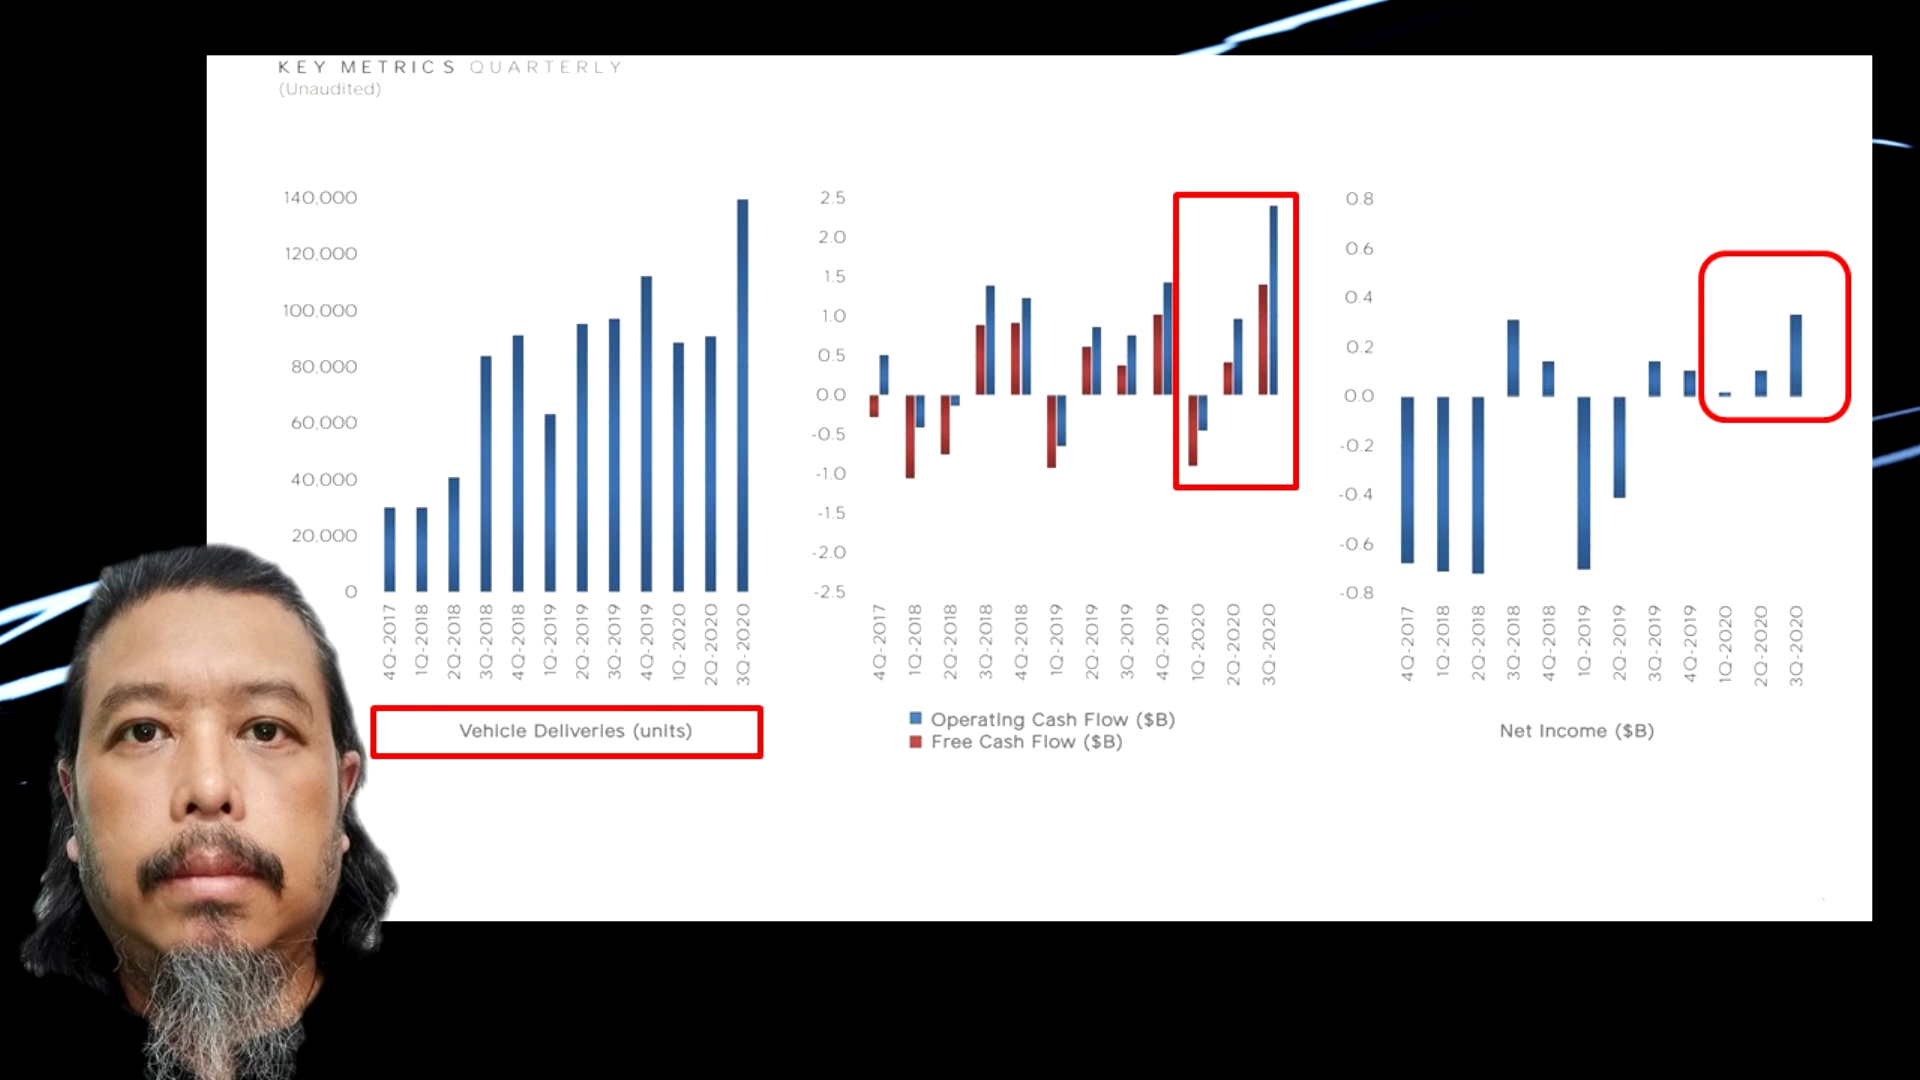 KEY METRICS QUARTERLY
(Unaudited)
140,000
120,000
100,000
80,000
60,000
40,000
20,000
0
4Q-2017
1Q-2018
2Q-2018
3Q-2018
4Q-2018
1Q-2019
2Q-2019
3Q-2019
4Q-2019
1Q-2020
2Q-2020
3Q-2020
Vehicle Deliveries (units)
2.5
2.0
1.5
1.0
0.5
0.0
-0.5
-1.0
-1.5
-2.0
-2.5
4Q-2017
1Q-2018
2Q-2018
3Q-2018
4Q-2018
1Q-2019
2Q-2019
3Q-2019
4Q-2019
1Q-2020
2Q-2020
3Q-2020
Operating Cash Flow ($B)
Free Cash Flow ($B)
0.8
0.6
0.4
0.2
0.0
-0.2
-0.4
-0.6
-0.8
4Q-2017
1Q-2018
2Q-2018
3Q-2018
4Q-2018
1Q-2019
2Q-2019
3Q-2019
4Q-2019
1Q-2020
2Q-2020
3Q-2020
Net Income ($B)